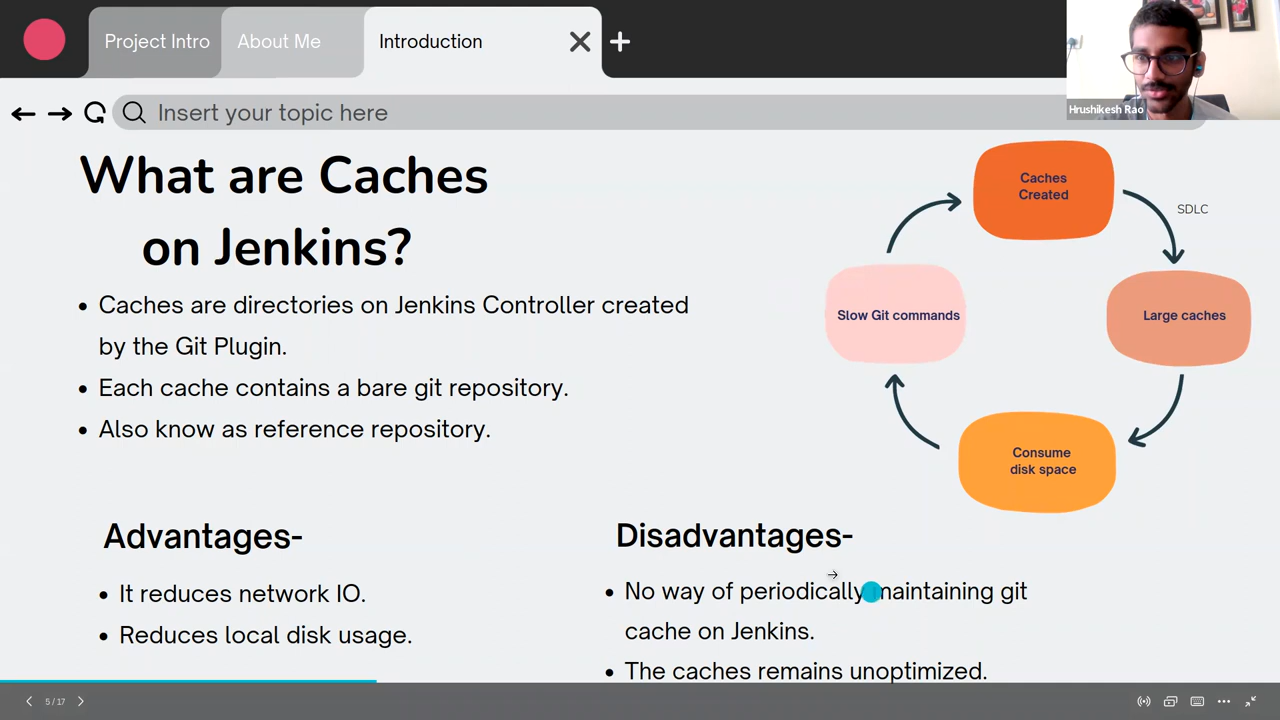 Project Intro
About Me
Introduction
Insert your topic here
Hrushikesh Rao
What are Caches
on Jenkins?
Caches are directories on Jenkins Controller created
by the Git Plugin.
Each cache contains a bare git repository.
Also know as reference repository.
Caches
Created
SDLC
Large caches
Consume
disk space
Slow Git commands
Advantages-
It reduces network IO.
Reduces local disk usage.
Disadvantages-
No way of periodically maintaining git
cache on Jenkins.
The caches remains unoptimized.
5 / 17